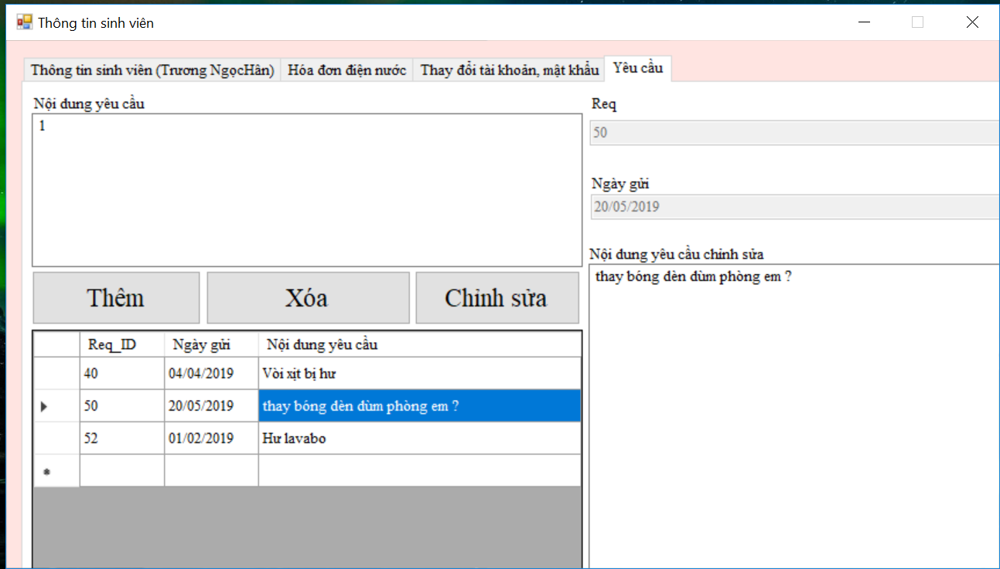 Thông tin sinh viên
Thông tin sinh viên (Trương NgọcHân) Hóa đơn điện nước Thay đổi tài khoản, mật khẩu Yêu cầu
Nội dung yêu cầu
1
Req
50
Ngày gửi
20/05/2019
Nội dung yêu cầu chỉnh sửa
thay bóng dèn dùm phòng em ?
Thêm Xóa Chỉnh sửa
Req_ID Ngày gửi Nội dung yêu cầu
40 04/04/2019 Vòi xịt bị hư
50 20/05/2019 thay bóng dèn dùm phòng em ?
52 01/02/2019 Hư lavabo